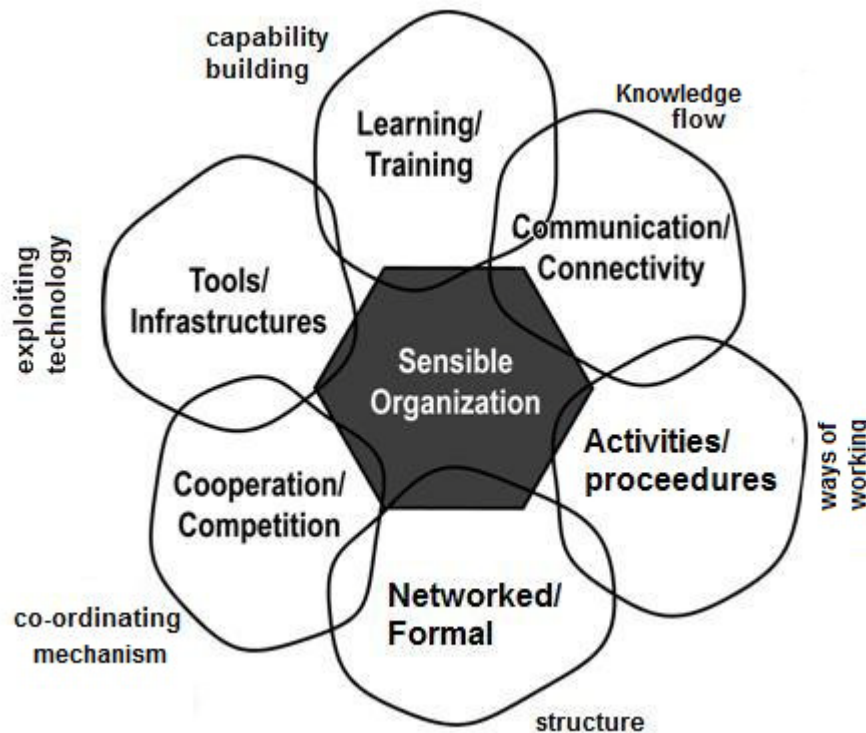 capability
building
Learning/
Training
Knowledge
flow
Communication/
Connectivity
exploiting
technology
Tools/
Infrastructures
Sensible
Organization
Activities/
proceedures
ways of
working
Cooperation/
Competition
Networked/
Formal
co-ordinating
mechanism
structure